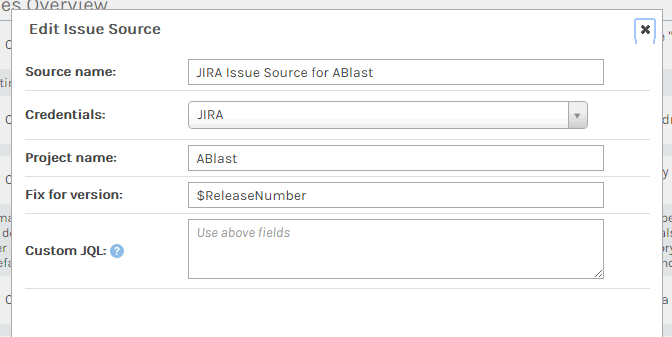 es Overview
Edit Issue Source
Source name:
JIRA Issue Source for ABlast
Credentials:
JIRA
Project name:
ABlast
Fix for version:
$ReleaseNumber
Custom JQL: ?
Use above fields